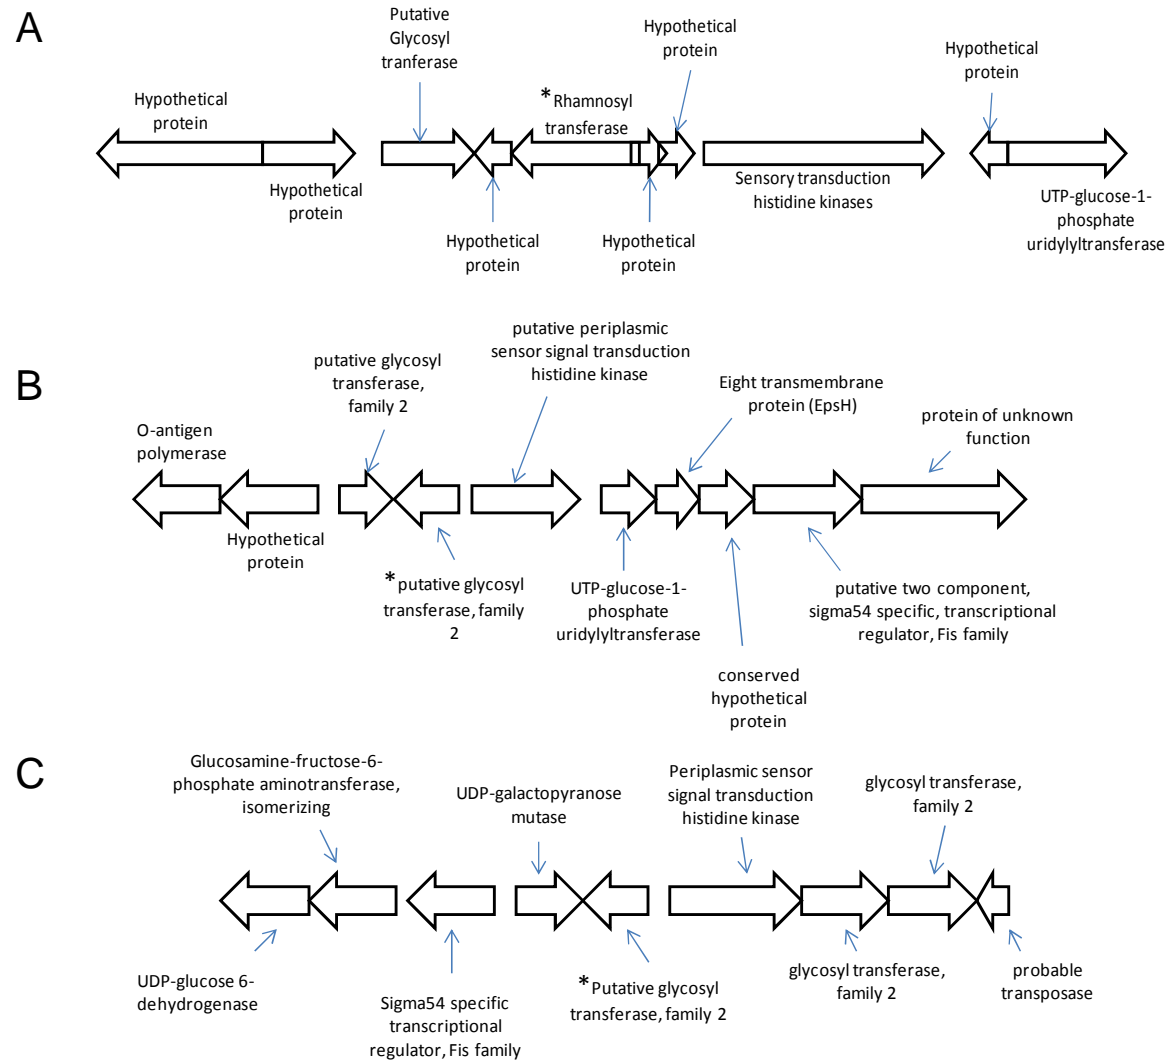 A
Putative
Glycosyl
tranferase
Hypothetical
protein
Hypothetical
protein
Hypothetical
protein
*Rhamnosyl
transferase
Hypothetical
protein
Sensory transduction
histidine kinases
UTP-glucose-1-
phosphate
uridylyltransferase
Hypothetical
protein
Hypothetical
protein
B
putative periplasmic
sensor signal transduction
histidine kinase
putative glycosyl
transferase,
family 2
Eight transmembrane
protein (EpsH)
protein of unknown
function
O-antigen
polymerase
Hypothetical
protein
*putative glycosyl
transferase, family
2
UTP-glucose-1-
phosphate
uridylyltransferase
putative two component,
sigma54 specific, transcriptional
regulator, Fis family
conserved
hypothetical
protein
C
Glucosamine-fructose-6-
phosphate aminotransferase,
isomerizing
UDP-galactopyranose
mutase
Periplasmic sensor
signal transduction
histidine kinase
glycosyl transferase,
family 2
UDP-glucose 6-
dehydrogenase
Sigma54 specific
transcriptional
regulator, Fis family
*Putative glycosyl
transferase, family 2
glycosyl transferase,
family 2
probable
transposase